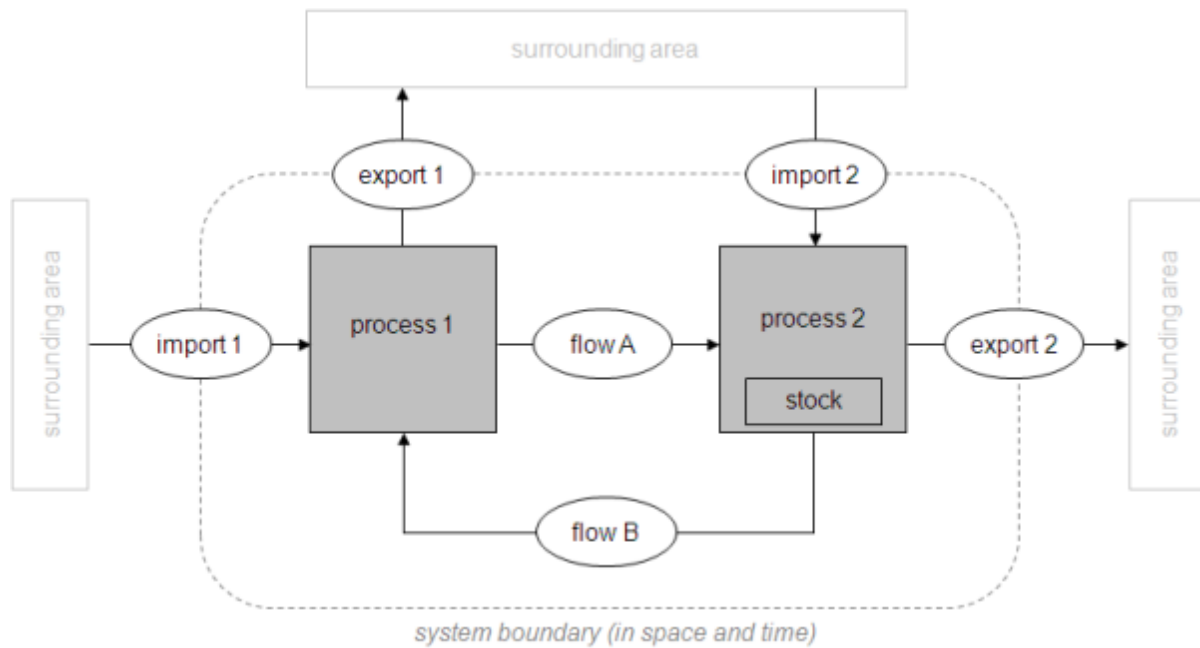 surrounding area
export 1
import 2
surrounding area
import 1
process 1
flow A
process 2
stock
export 2
surrounding area
flow B
system boundary (in space and time)